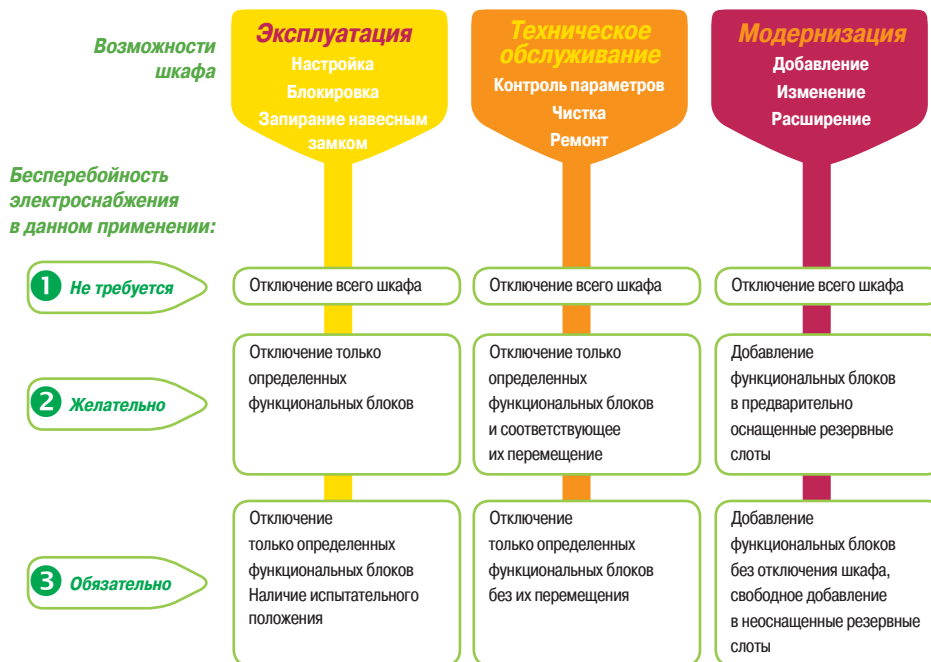 Возможности
шкафа
Эксплуатация
Настройка
Блокировка
Запирание навесным
замком
Техническое
обслуживание
Контроль параметров
Чистка
Ремонт
Модернизация
Добавление
Изменение
Расширение
Бесперебойность
электроснабжения
в данном применении:
1 Не требуется
Отключение всего шкафа
Отключение всего шкафа
Отключение всего шкафа
2 Желательно
Отключение только
определенных
функциональных блоков
Отключение только
определенных
функциональных блоков
и соответствующее
их перемещение
Добавление
функциональных блоков
в предварительно
оснащенные резервные
слоты
3 Обязательно
Отключение
только определенных
функциональных блоков
Наличие испытательного
положения
Отключение
только определенных
функциональных блоков
без их перемещения
Добавление
функциональных блоков
без отключения шкафа,
свободное добавление
в неоснащенные резервные
слоты